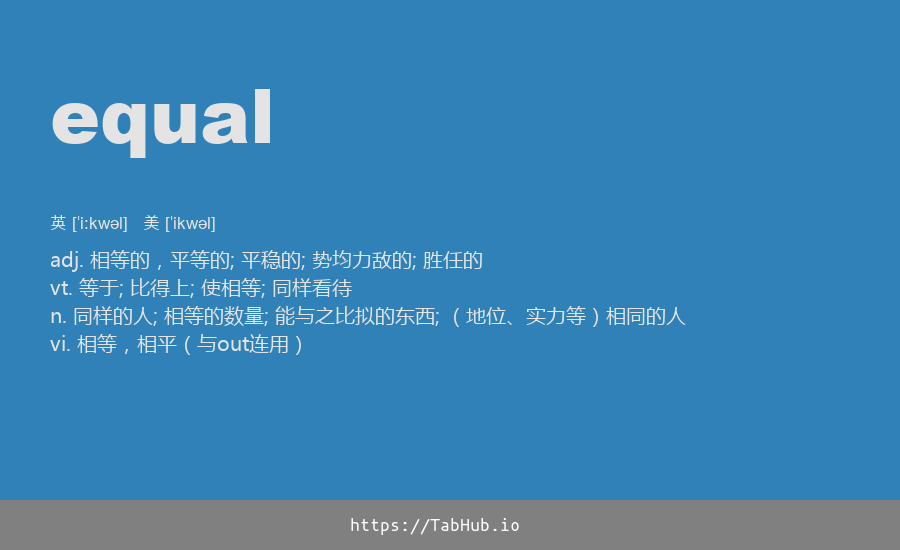 equal
英 [ˈiːkwəl] 美 [ˈikwəl]
adj. 相等的，平等的; 平稳的; 势均力敌的; 胜任的
vt. 等于; 比得上; 使相等; 同样看待
n. 同样的人; 相等的数量; 能与之比拟的东西; （地位、实力等）相同的人
vi. 相等，相平（与out连用）
https://TabHub.io